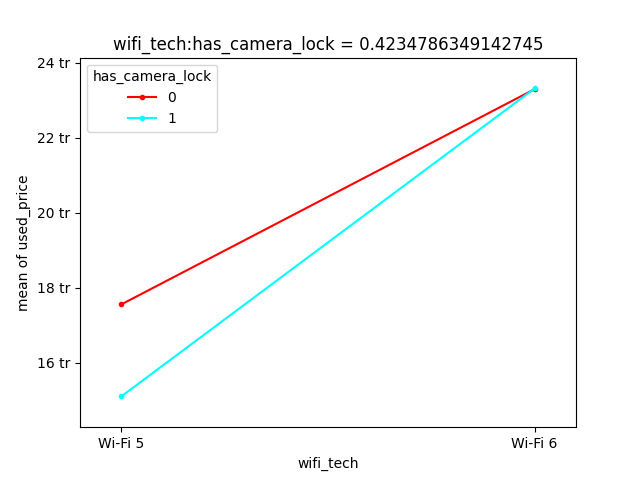 wifi_tech:has_camera_lock = 0.4234786349142745
24 tr
22 tr
20 tr
18 tr
16 tr
mean of used_price
has_camera_lock
0
1
Wi-Fi 5
Wi-Fi 6
wifi_tech